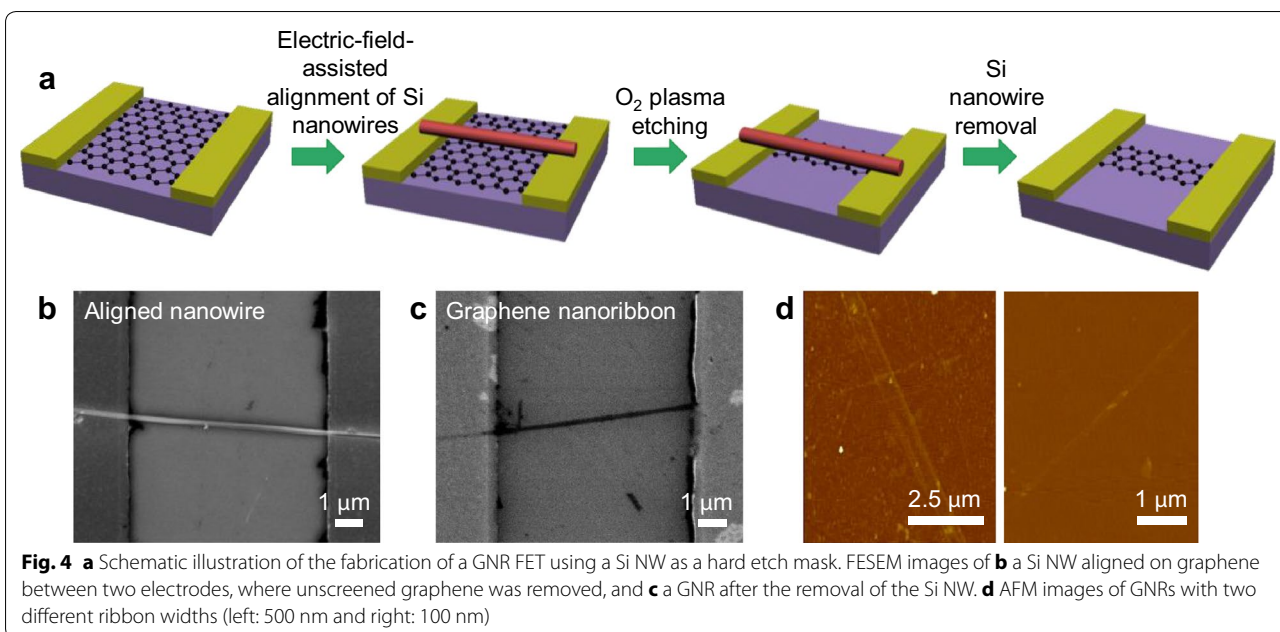 a
Electric-field-
assisted
alignment of Si
nanowires
O₂ plasma
etching
Si
nanowire
removal
b
Aligned nanowire
1 µm
c
Graphene nanoribbon
1 µm
d
2.5 µm
1 µm
Fig. 4 a Schematic illustration of the fabrication of a GNR FET using a Si NW as a hard etch mask. FESEM images of b a Si NW aligned on graphene
between two electrodes, where unscreened graphene was removed, and c a GNR after the removal of the Si NW. d AFM images of GNRs with two
different ribbon widths (left: 500 nm and right: 100 nm)